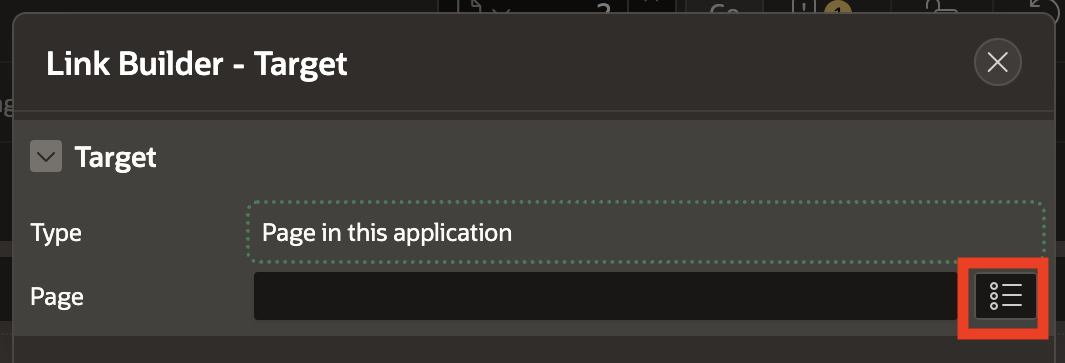 Link Builder - Target
Target
Type
Page in this application
Page